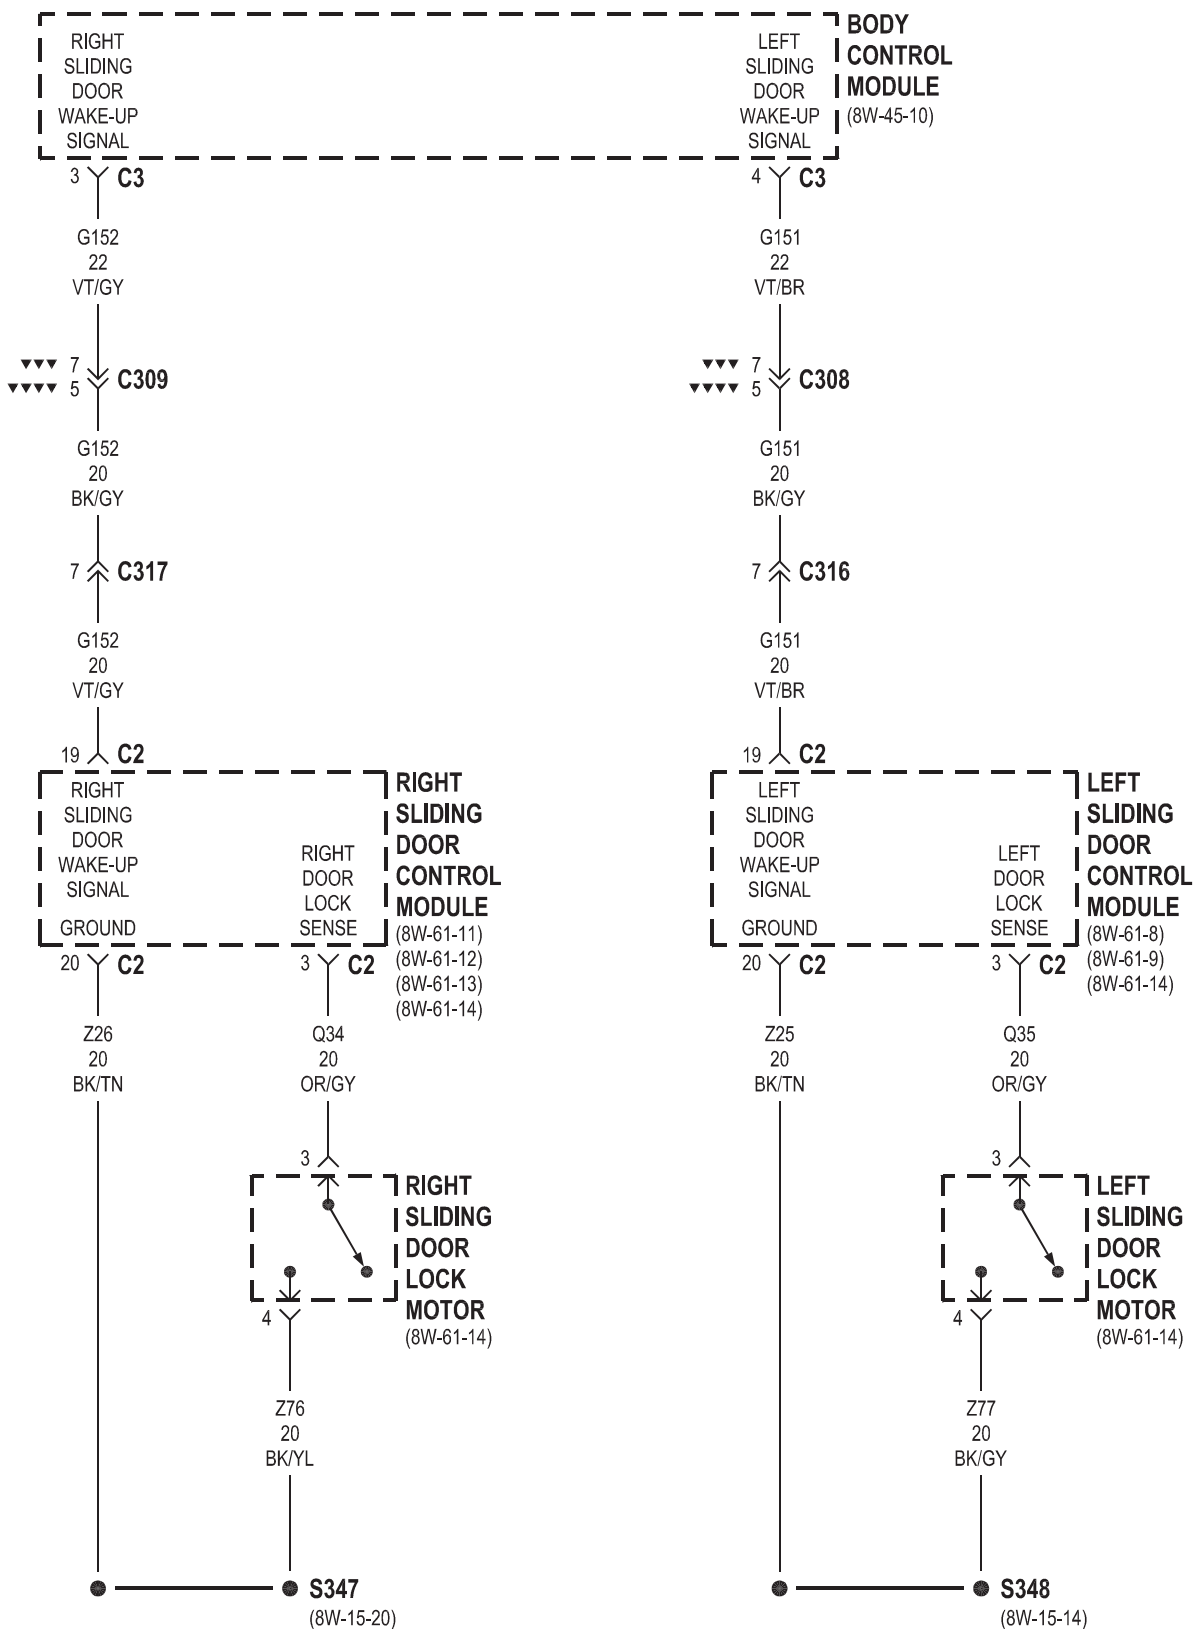 RIGHT
SLIDING
DOOR
WAKE-UP
SIGNAL
LEFT
SLIDING
DOOR
WAKE-UP
SIGNAL
BODY
CONTROL
MODULE
(8W-45-10)
3 C3
4 C3
G152
22
VT/GY
G151
22
VT/BR
7
5 C309
7
5 C308
G152
20
BK/GY
G151
20
BK/GY
7 C317
7 C316
G152
20
VT/GY
G151
20
VT/BR
19 C2
19 C2
RIGHT
SLIDING
DOOR
WAKE-UP
SIGNAL
GROUND
RIGHT
DOOR
LOCK
SENSE
RIGHT
SLIDING
DOOR
CONTROL
MODULE
(8W-61-11)
(8W-61-12)
(8W-61-13)
(8W-61-14)
LEFT
SLIDING
DOOR
WAKE-UP
SIGNAL
GROUND
LEFT
DOOR
LOCK
SENSE
LEFT
SLIDING
DOOR
CONTROL
MODULE
(8W-61-8)
(8W-61-9)
(8W-61-14)
20 C2
3 C2
20 C2
3 C2
Z26
20
BK/TN
Q34
20
OR/GY
Z25
20
BK/TN
Q35
20
OR/GY
3
3
RIGHT
SLIDING
DOOR
LOCK
MOTOR
(8W-61-14)
LEFT
SLIDING
DOOR
LOCK
MOTOR
(8W-61-14)
4
4
Z76
20
BK/YL
Z77
20
BK/GY
S347
(8W-15-20)
S348
(8W-15-14)